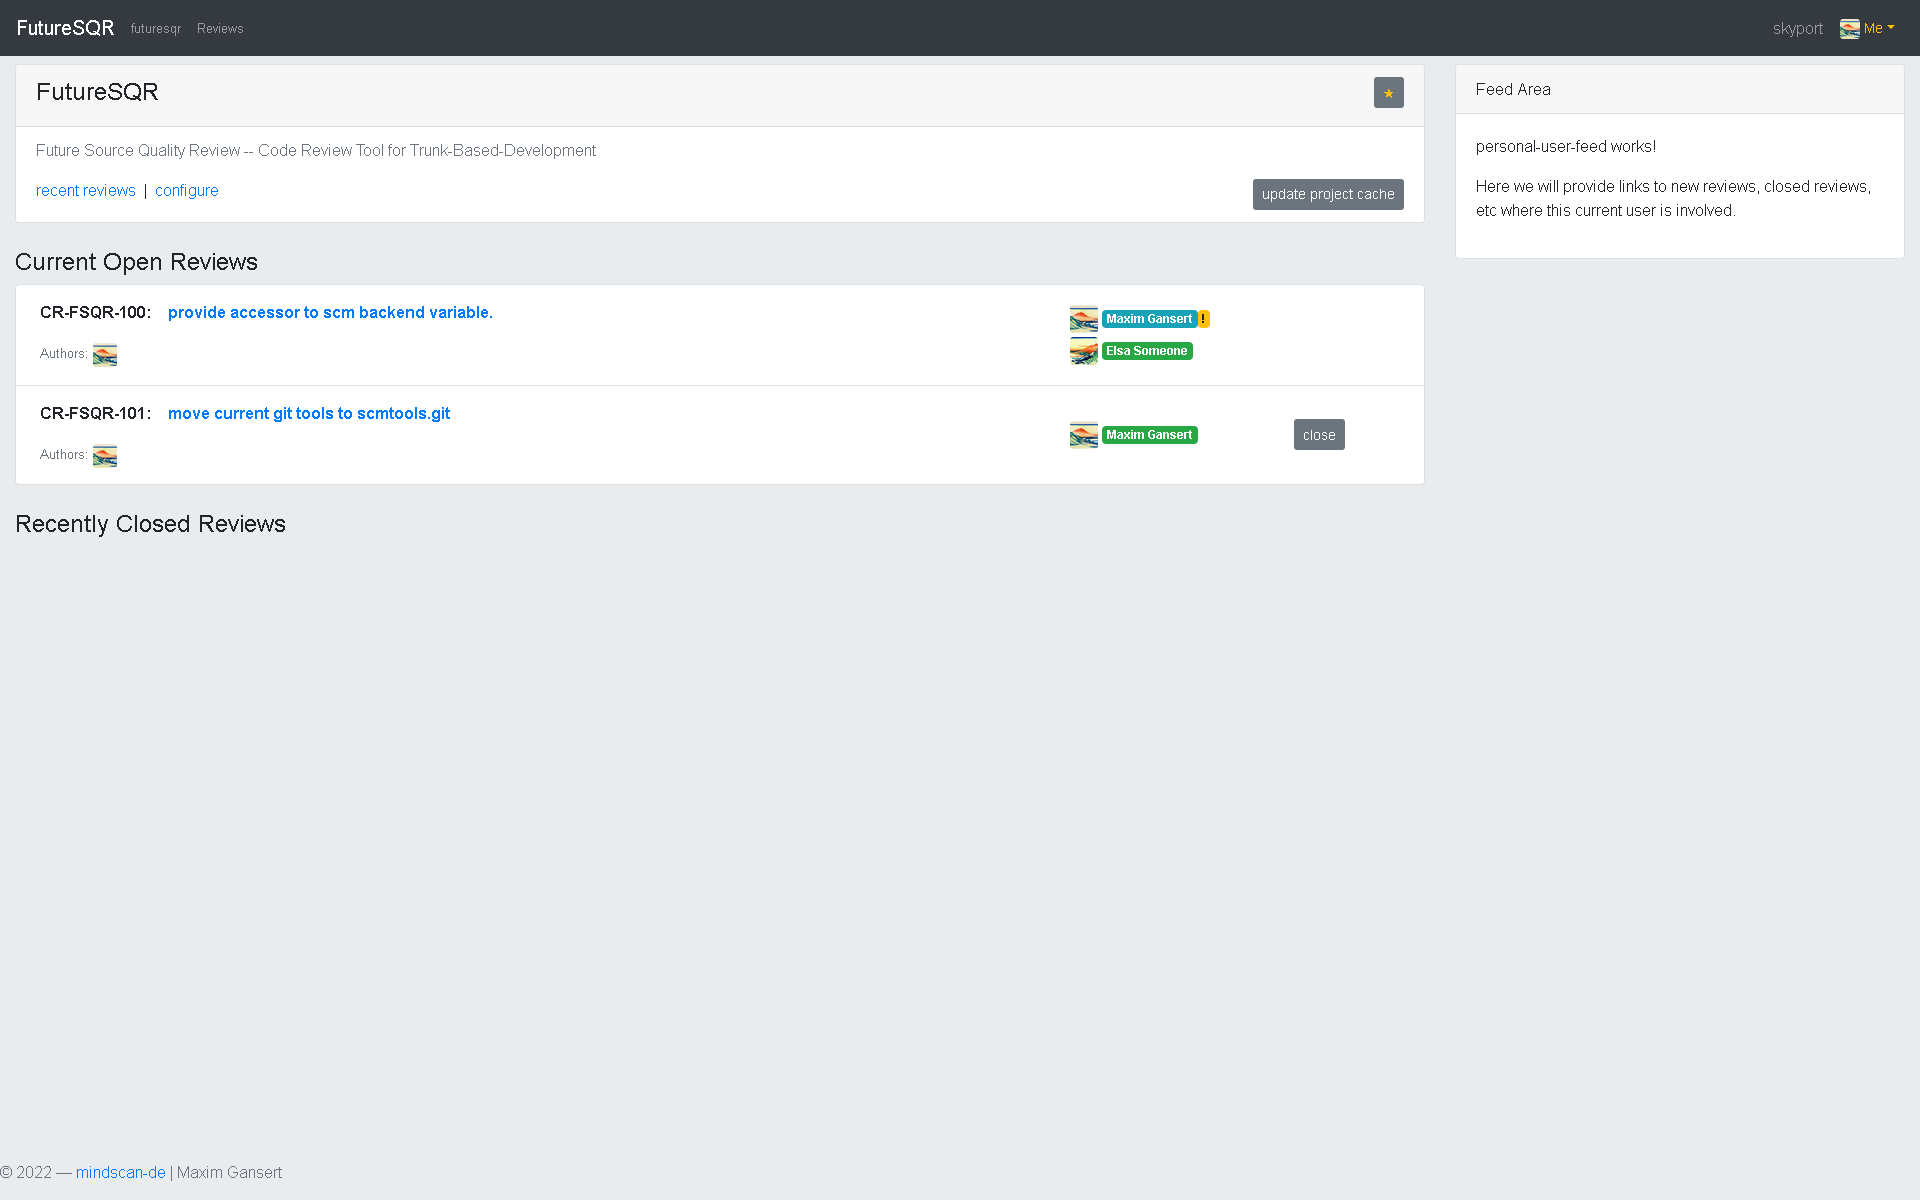 FutureSQR futuresqr Reviews skyport Me
FutureSQR ★
Future Source Quality Review -- Code Review Tool for Trunk-Based-Development
recent reviews | configure update project cache
Current Open Reviews
CR-FSQR-100: provide accessor to scm backend variable.
Maxim Gansert !
Authors:
Elsa Someone
CR-FSQR-101: move current git tools to scmtools.git
Maxim Gansert close
Authors:
Recently Closed Reviews
Feed Area
personal-user-feed works!
Here we will provide links to new reviews, closed reviews,
etc where this current user is involved.
© 2022 — mindscan-de | Maxim Gansert